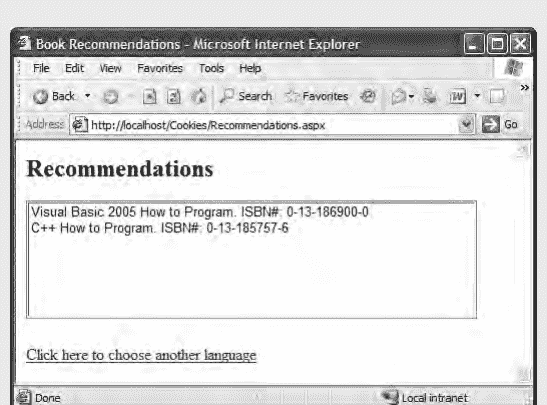 Book Recommendations - Microsoft Internet Explorer
File Edit View Favorites Tools Help
Back Search Favorites
Address http://localhost/Cookies/Recommendations.aspx Go
Recommendations
Visual Basic 2005 How to Program. ISBN#: 0-13-186900-0
C++ How to Program. ISBN#: 0-13-185757-6
Click here to choose another language
Done Local intranet